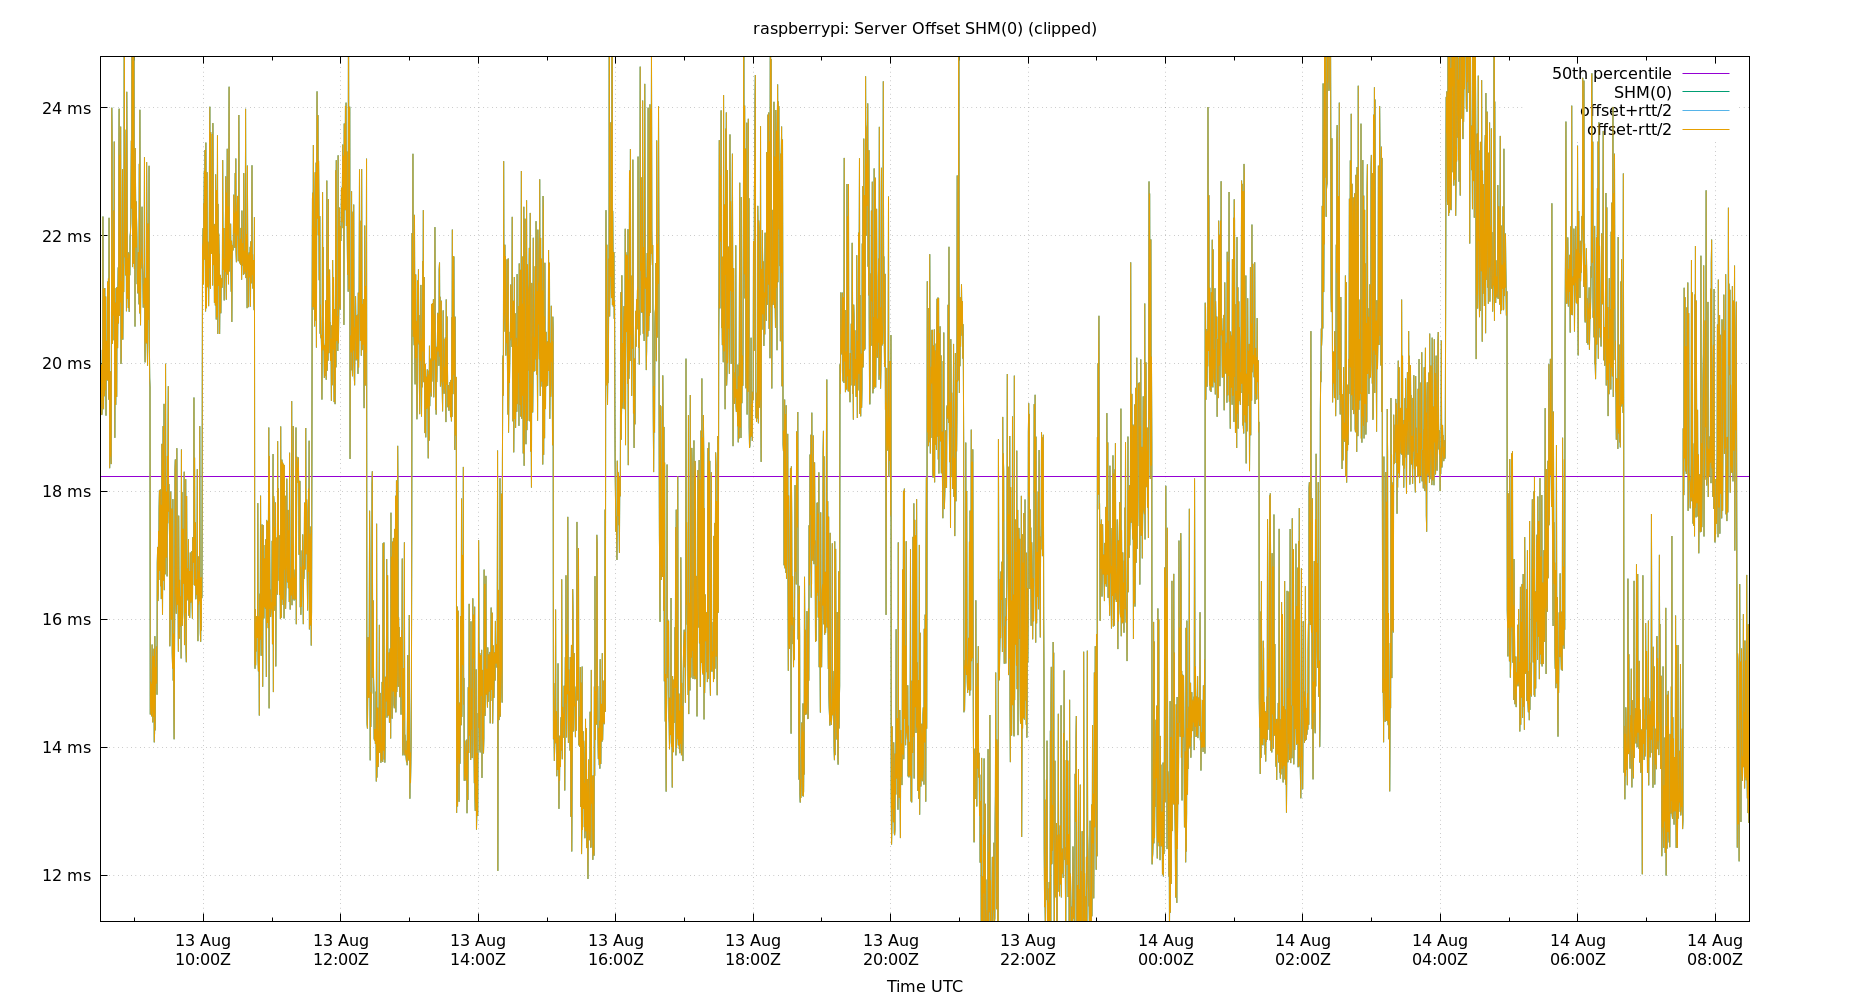 raspberrypi: Server Offset SHM(0) (clipped)
50th percentile
SHM(0)
offset+rtt/2
offset-rtt/2
24 ms
22 ms
20 ms
18 ms
16 ms
14 ms
12 ms
13 Aug 13 Aug 13 Aug 13 Aug 13 Aug 13 Aug 13 Aug 14 Aug 14 Aug 14 Aug 14 Aug 14 Aug
10:00Z 12:00Z 14:00Z 16:00Z 18:00Z 20:00Z 22:00Z 00:00Z 02:00Z 04:00Z 06:00Z 08:00Z
Time UTC